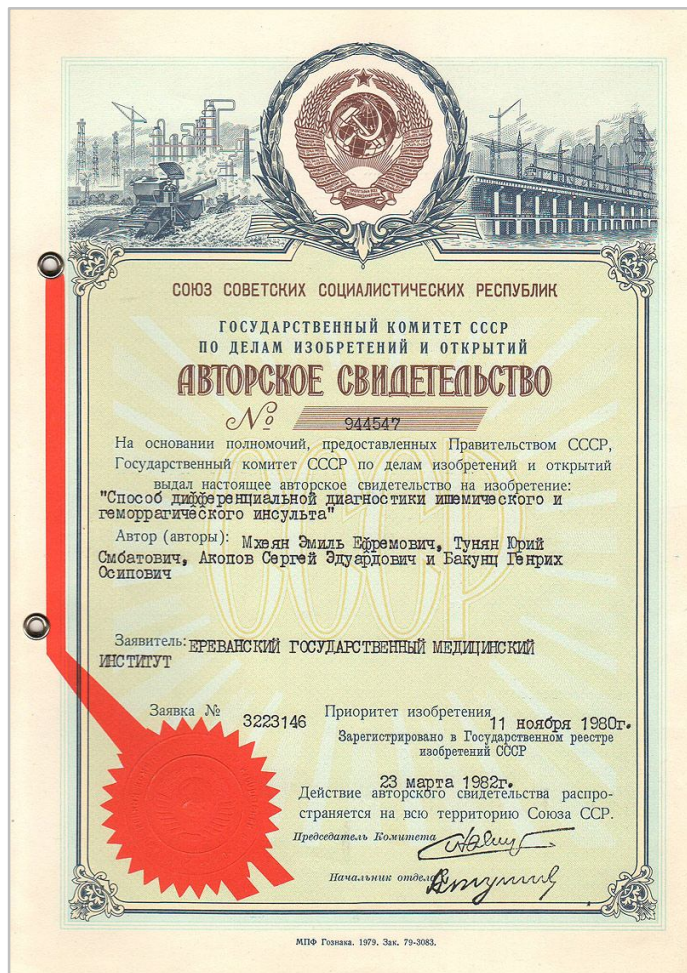 СОЮЗ СОВЕТСКИХ СОЦИАЛИСТИЧЕСКИХ РЕСПУБЛИК
ГОСУДАРСТВЕННЫЙ КОМИТЕТ СССР
ПО ДЕЛАМ ИЗОБРЕТЕНИЙ И ОТКРЫТИЙ
АВТОРСКОЕ СВИДЕТЕЛЬСТВО
№ 944547
На основании полномочий, предоставленных Правительством СССР,
Государственный комитет СССР по делам изобретений и открытий
выдал настоящее авторское свидетельство на изобретение:
"Способ дифференциальной диагностики ишемического и
геморрагического инсульта"
Автор (авторы): Мхеян Эмиль Ефремович, Тунян Юрий
Смбатович, Акопов Сергей Эдуардович и Бакунц Генрих
Осипович
Заявитель: ЕРЕВАНСКИЙ ГОСУДАРСТВЕННЫЙ МЕДИЦИНСКИЙ
ИНСТИТУТ
Заявка № 3223146 Приоритет изобретения 11 ноября 1980г.
Зарегистрировано в Государственном реестре
изобретений СССР
23 марта 1982г.
Действие авторского свидетельства распро-
страняется на всю территорию Союза ССР.
Председатель Комитета
Начальник отдела
МПФ Гознака. 1979. Зак. 79-3083.
СССР